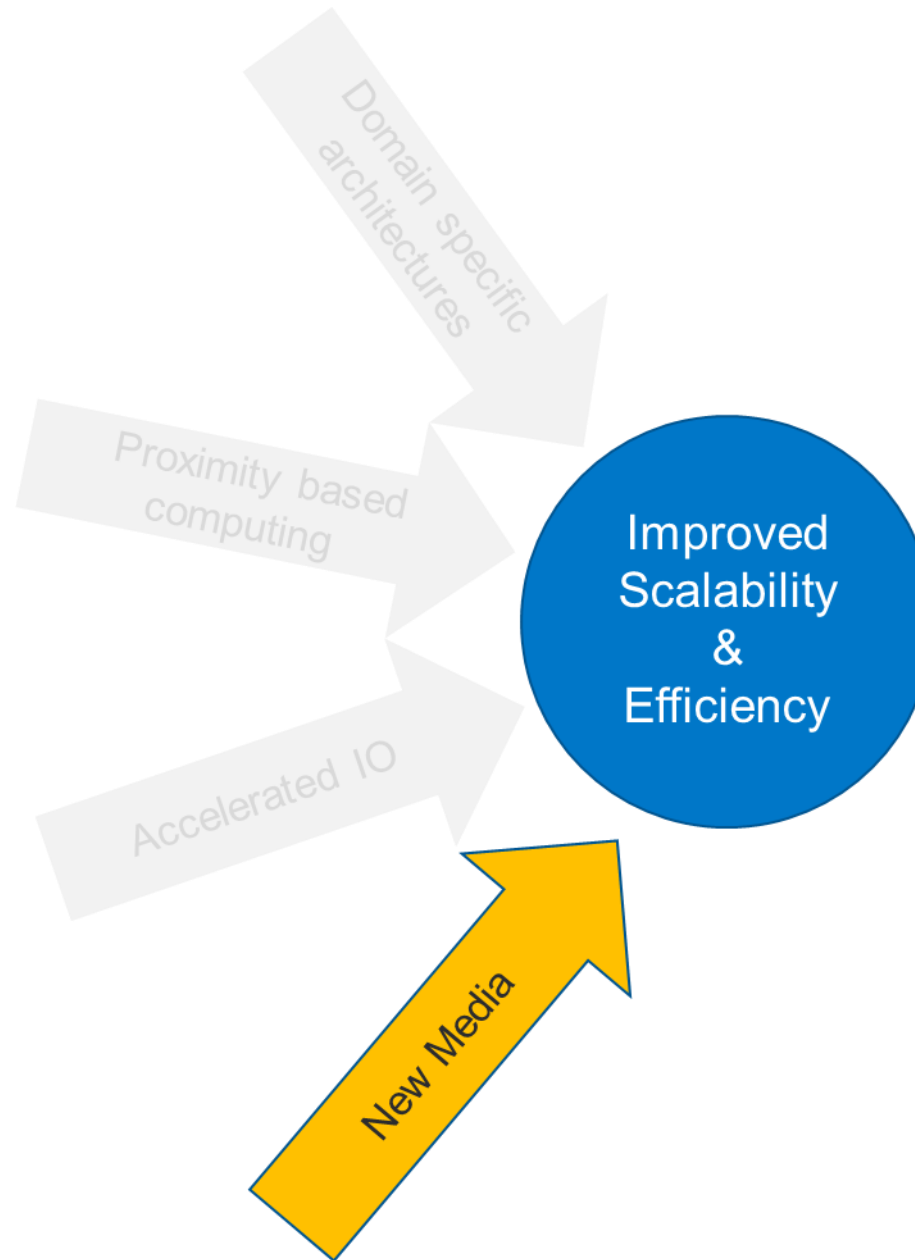 Domain specific
architectures
Proximity based
computing
Improved
Scalability
&
Efficiency
Accelerated IO
New Media